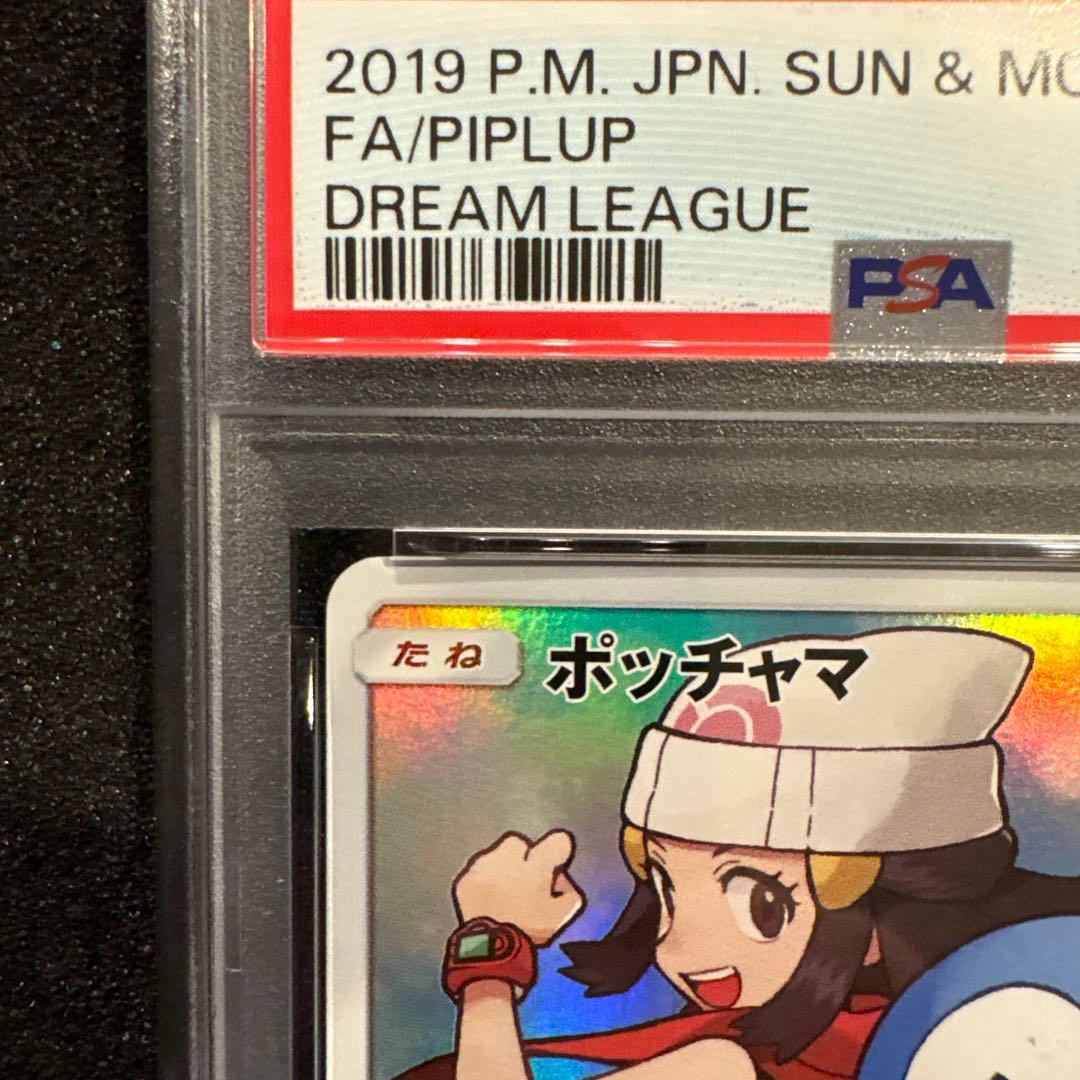 2019 P.M. JPN. SUN & MO
FA/PIPLUP
DREAM LEAGUE
PSA
たね ポッチャマ